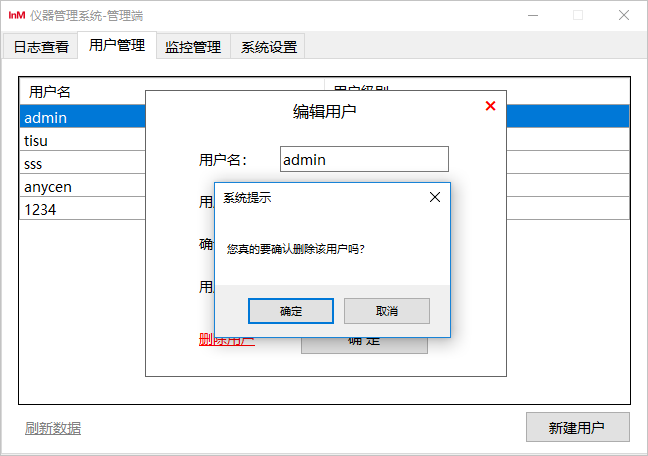 InM 仪器管理系统-管理端
日志查看 用户管理 监控管理 系统设置
用户名 用户级别
admin
tisu
sss
anycen
1234
编辑用户
用户名： admin
用
确
用
系统提示
您真的要确认删除该用户吗?
确定 取消
删除用户 确 定
刷新数据 新建用户